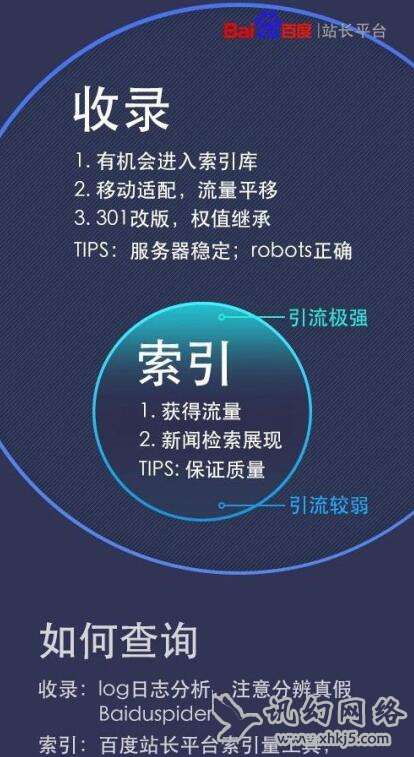 Bai百度|站长平台
收录
1. 有机会进入索引库
2. 移动适配，流量平移
3. 301改版，权值继承
TIPS：服务器稳定；robots正确
引流极强
索引
1. 获得流量
2. 新闻检索展现
TIPS: 保证质量
引流较弱
如何查询
收录：log日志分析，注意分辨真假
Baiduspider
讯幻网络
www.xhkj5.com
索引：百度站长平台索引量工具；